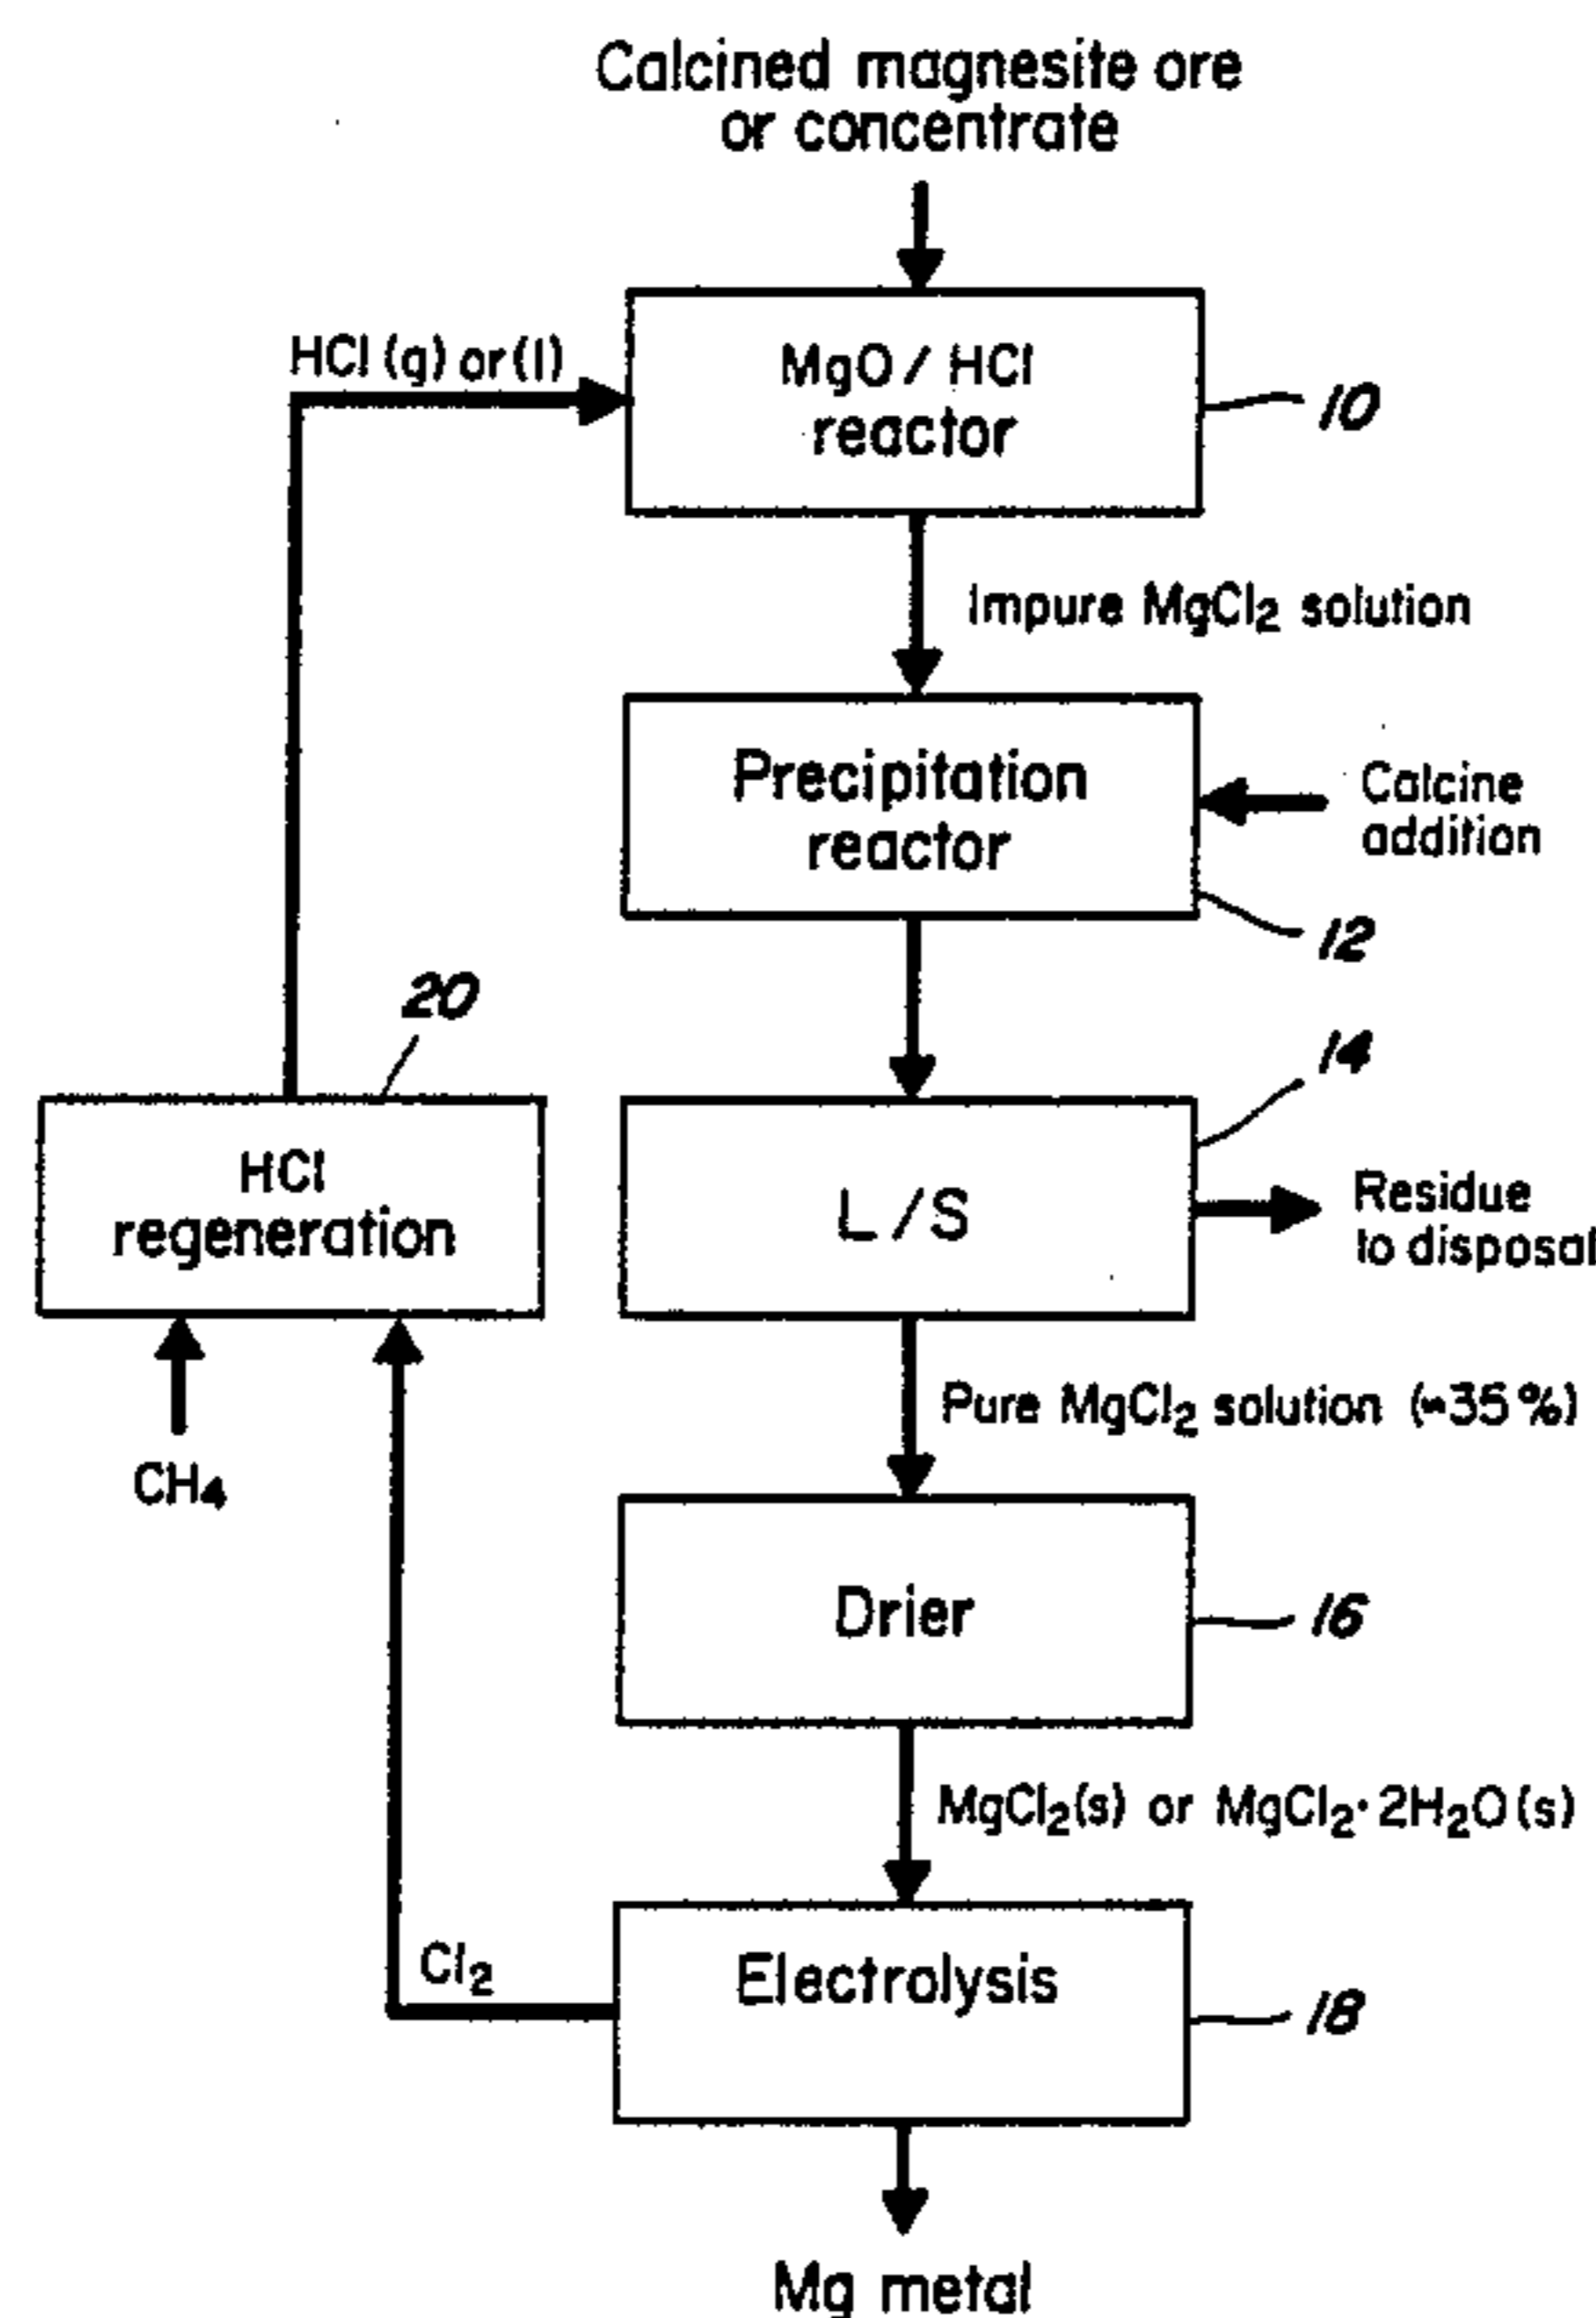 Calcined magnesite ore
or concentrate
HCl (g) or (l)
MgO / HCl
reactor
10
Impure MgCl₂ solution
Precipitation
reactor
Calcine
addition
12
20
14
HCl
regeneration
L/S
Residue
to disposal
Pure MgCl₂ solution (≈35%)
CH₄
Drier
16
MgCl₂(s) or MgCl₂·2H₂O(s)
Cl₂
Electrolysis
18
Mg metal